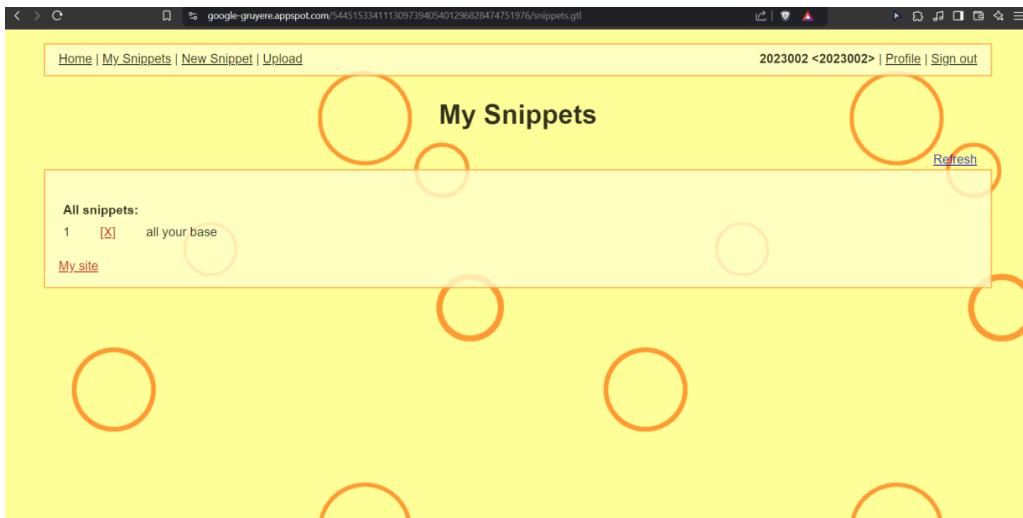 google-gruyere.appspot.com/544515334111309739405401296828474751976/snippets.gtl
Home | My Snippets | New Snippet | Upload
2023002 <2023002> | Profile | Sign out
My Snippets
Refresh
All snippets:
1 [X] all your base
My site